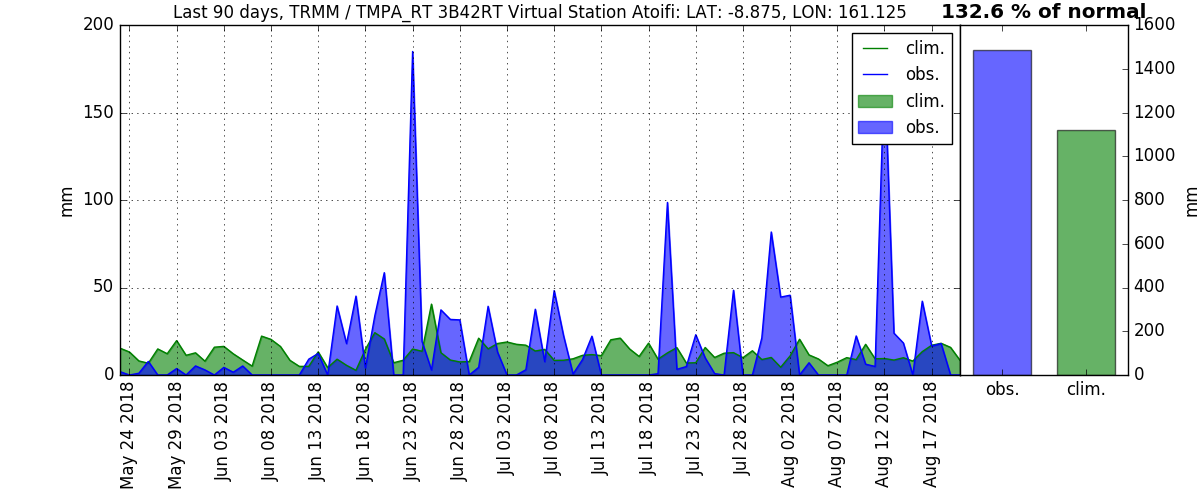 Last 90 days, TRMM / TMPA_RT 3B42RT Virtual Station Atoifi: LAT: -8.875, LON: 161.125
132.6 % of normal
200
150
100
50
0
mm
clim.
obs.
clim.
obs.
May 24 2018
May 29 2018
Jun 03 2018
Jun 08 2018
Jun 13 2018
Jun 18 2018
Jun 23 2018
Jun 28 2018
Jul 03 2018
Jul 08 2018
Jul 13 2018
Jul 18 2018
Jul 23 2018
Jul 28 2018
Aug 02 2018
Aug 07 2018
Aug 12 2018
Aug 17 2018
1600
1400
1200
1000
800
600
400
200
0
mm
obs.
clim.